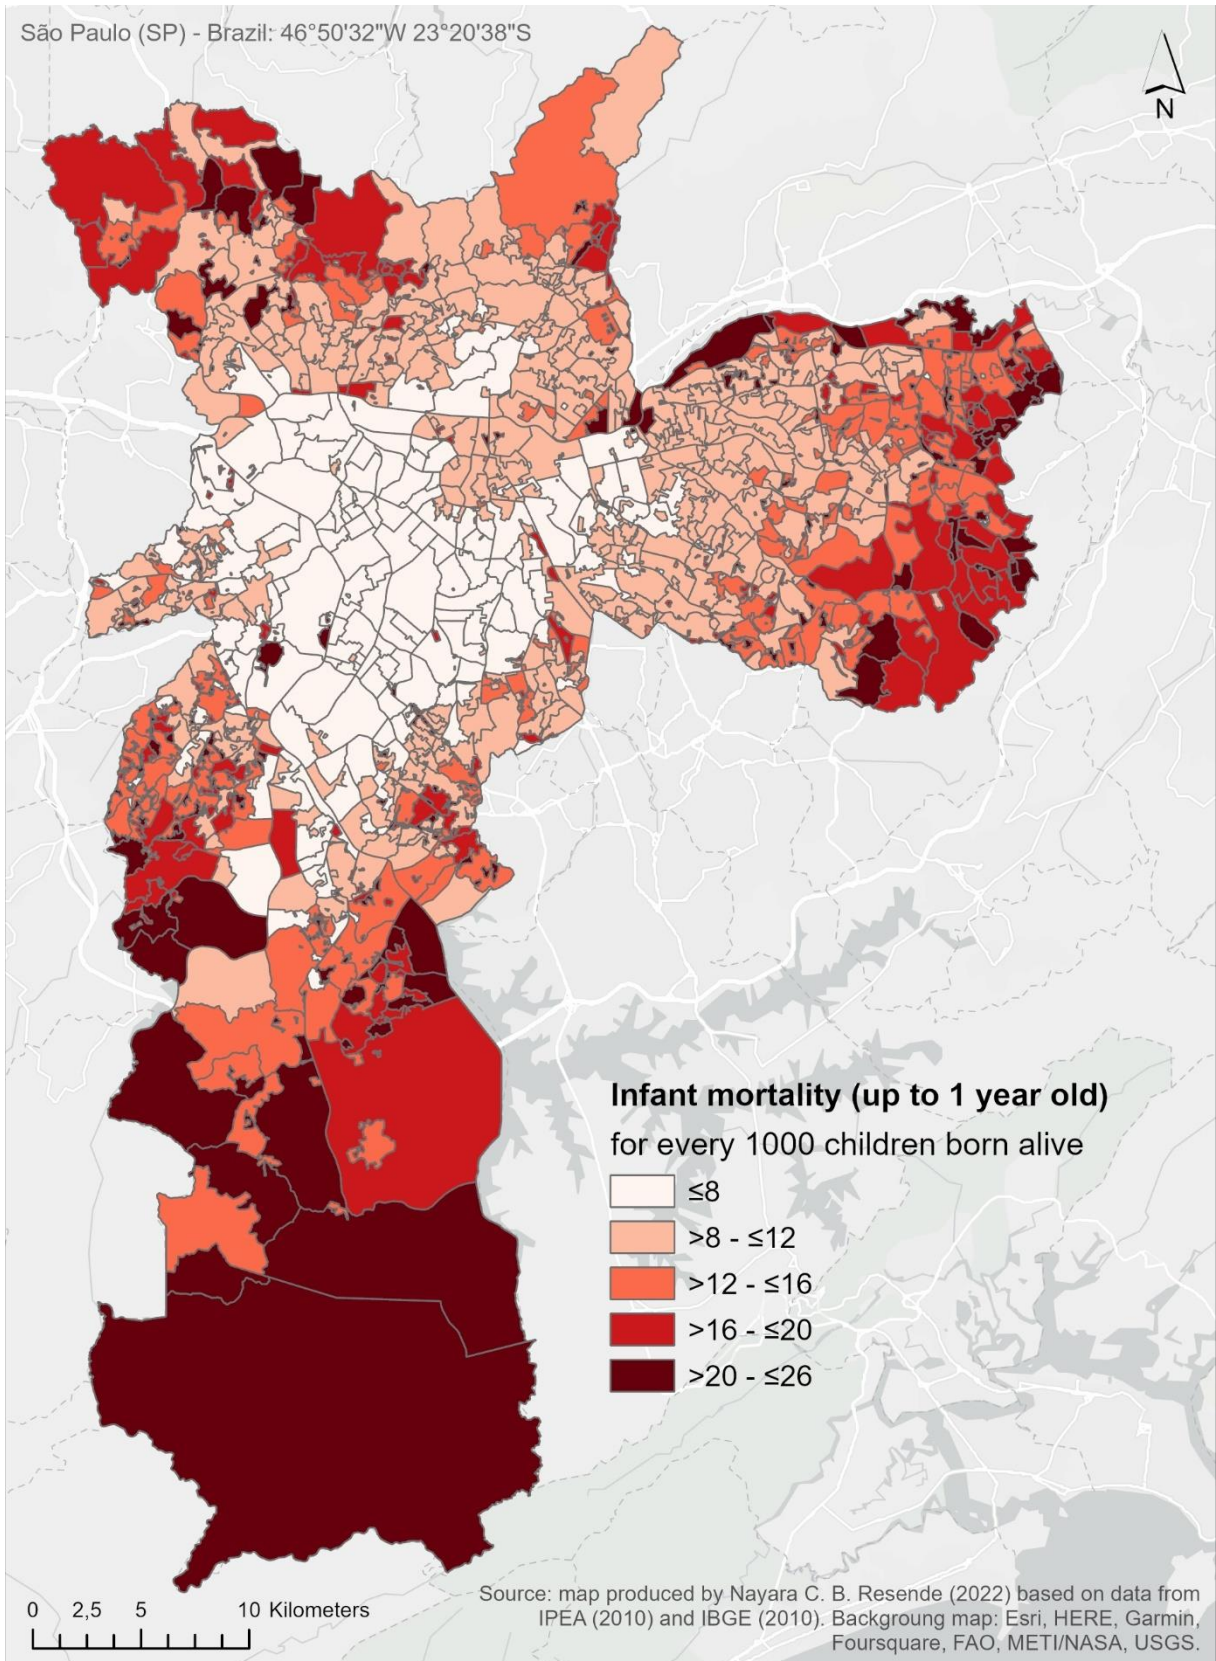 São Paulo (SP) - Brazil: 46°50'32"W 23°20'38"S
N
Infant mortality (up to 1 year old)
for every 1000 children born alive
≤8
>8 - ≤12
>12 - ≤16
>16 - ≤20
>20 - ≤26
0 2,5 5 10 Kilometers
Source: map produced by Nayara C. B. Resende (2022) based on data from
IPEA (2010) and IBGE (2010). Backgroung map: Esri, HERE, Garmin,
Foursquare, FAO, METI/NASA, USGS.